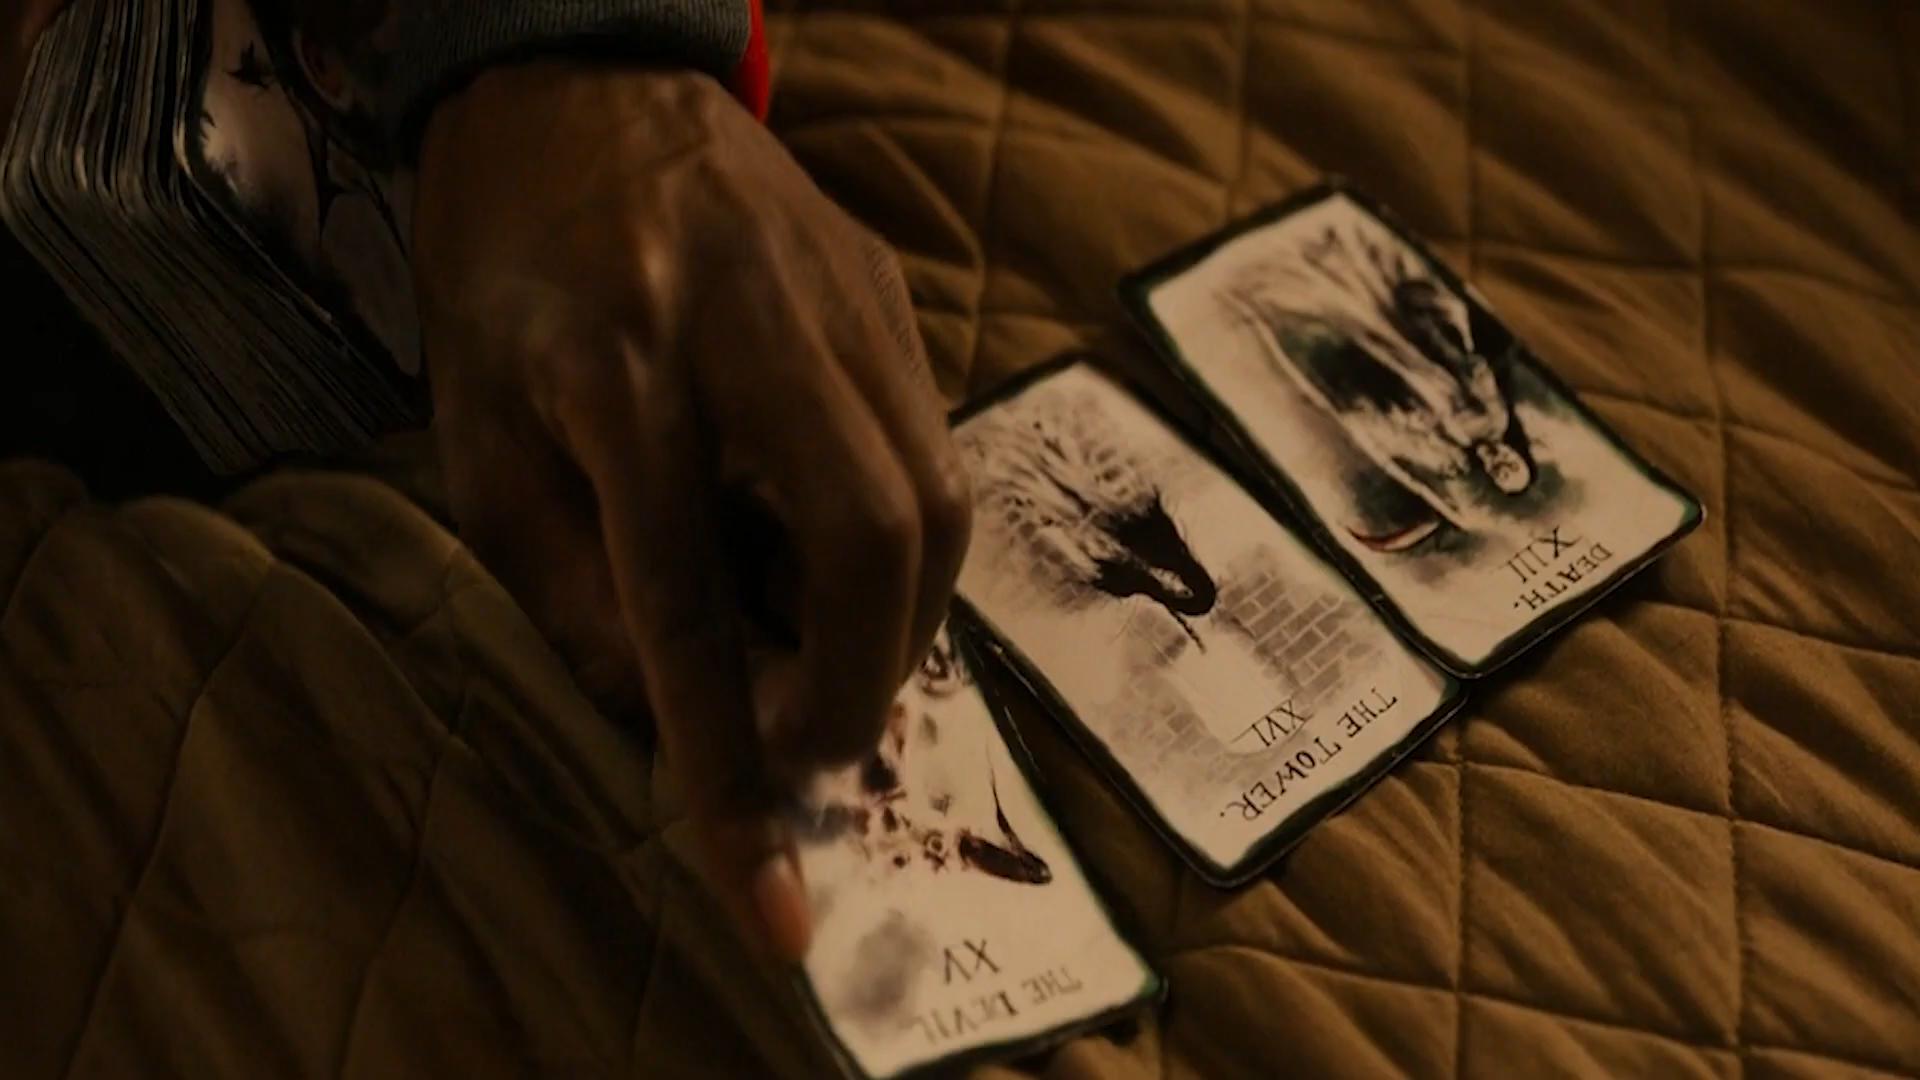 XIII
DEATH.
XVI
THE TOWER.
XV
THE DEVIL